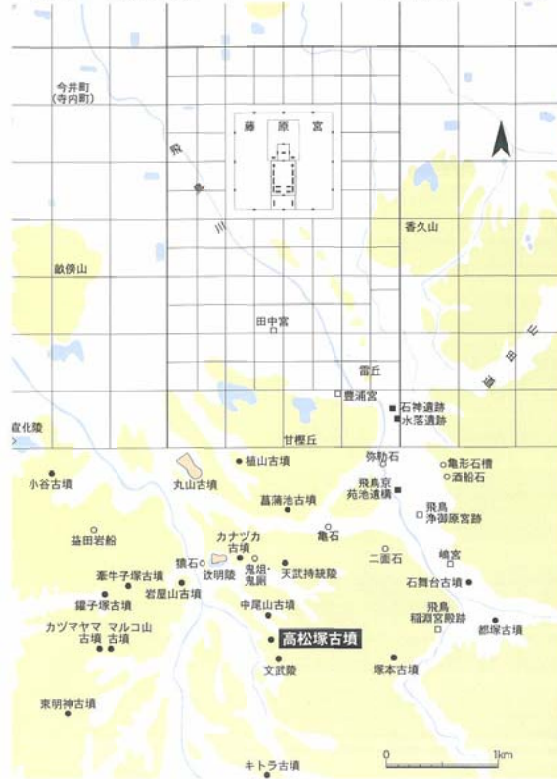 今井町
(寺内町)
藤原宮
飛鳥川
香久山
畝傍山
田中宮
雷丘
豊浦宮
石神遺跡
水落遺跡
宣化陵
甘樫丘
植山古墳
弥勒石
亀形石槽
酒船石
小谷古墳
丸山古墳
飛鳥京
苑池遺構
菖蒲池古墳
飛鳥
浄御原宮跡
益田岩船
亀石
カナヅカ
古墳
猿石
欽明陵
鬼俎・
鬼厠
天武持統陵
二面石
嶋宮
牽牛子塚古墳
岩屋山古墳
石舞台古墳
鑵子塚古墳
中尾山古墳
飛鳥
稲淵宮殿跡
都塚古墳
カヅマヤマ
古墳
マルコ山
古墳
高松塚古墳
文武陵
塚本古墳
東明神古墳
キトラ古墳
0
1km